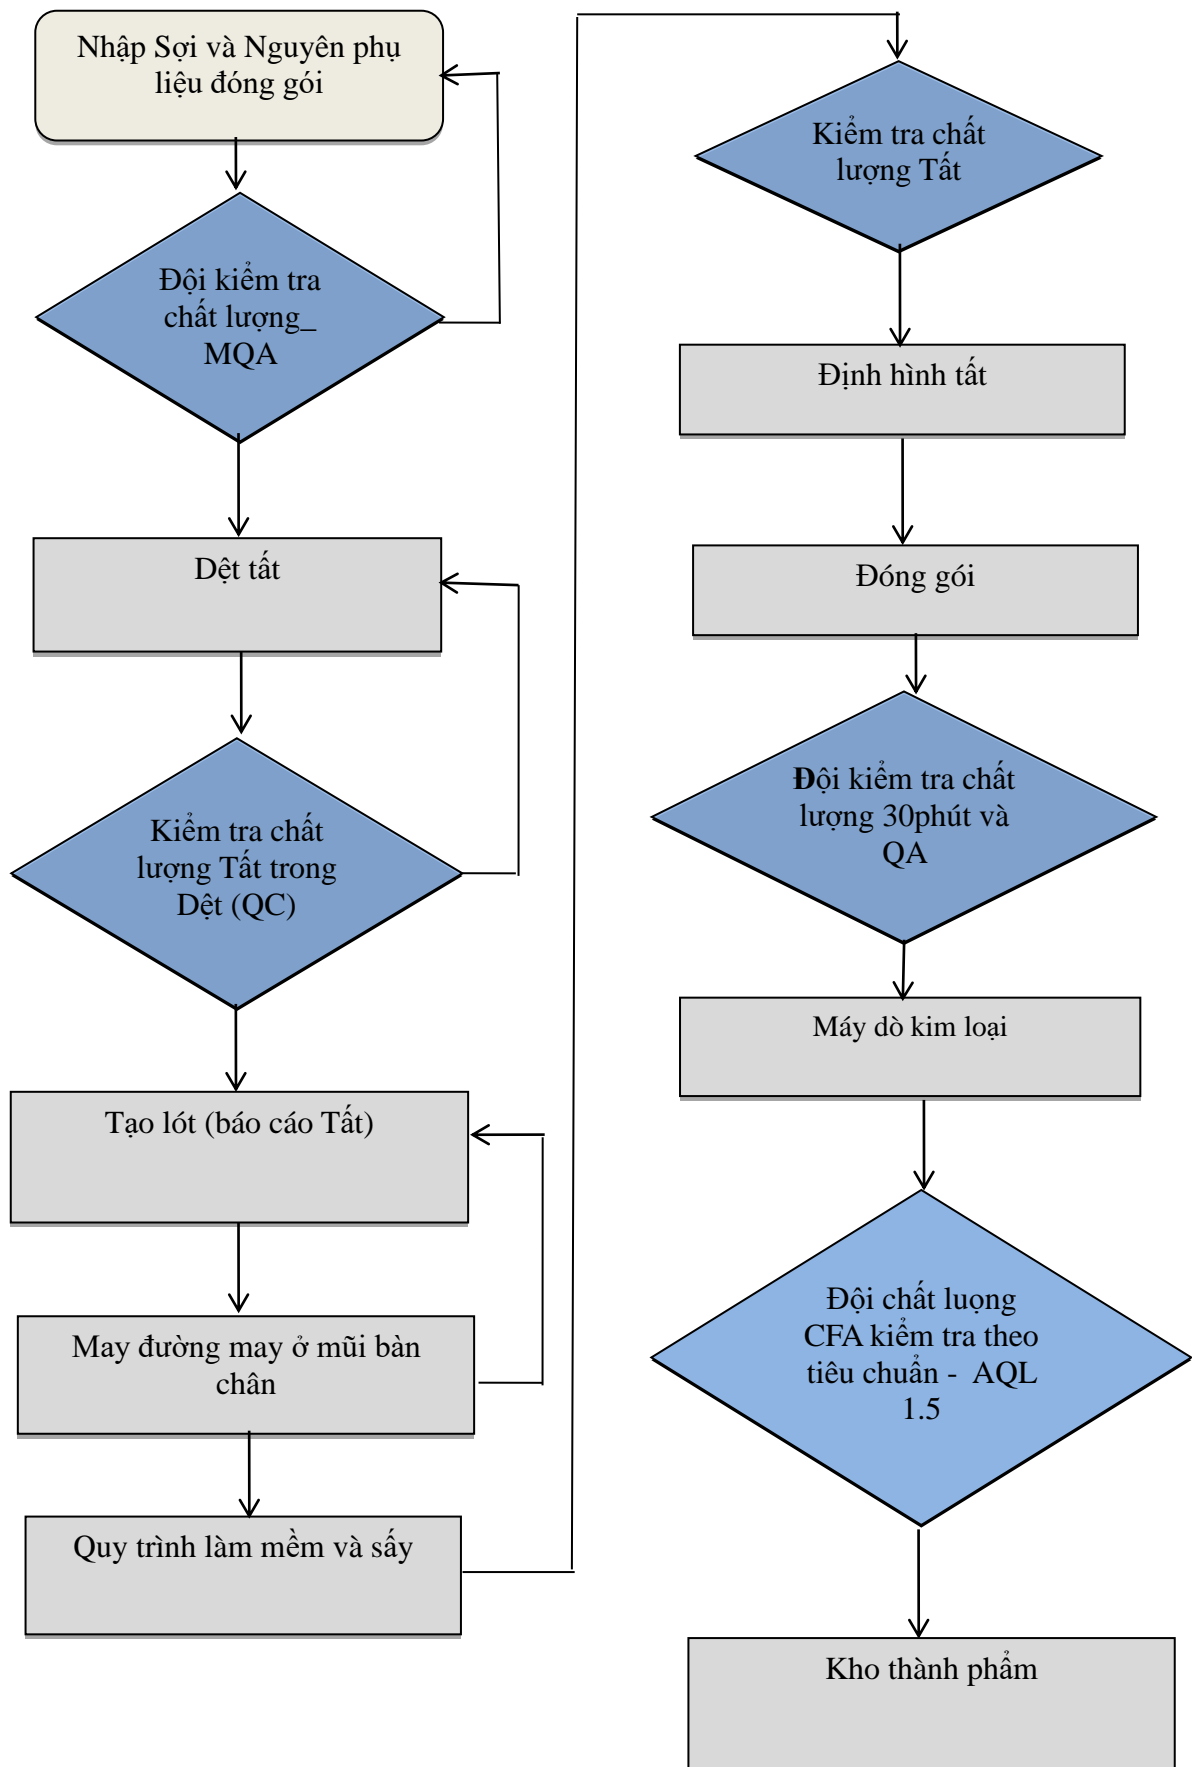 Nhập Sợi và Nguyên phụ
liệu đóng gói
Đội kiểm tra
chất lượng_
MQA
Dệt tất
Kiểm tra chất
lượng Tất trong
Dệt (QC)
Tạo lót (báo cáo Tất)
May đường may ở mũi bàn
chân
Quy trình làm mềm và sấy
Kiểm tra chất
lượng Tất
Định hình tất
Đóng gói
Đội kiểm tra chất
lượng 30phút và
QA
Máy dò kim loại
Đội chất luọng
CFA kiểm tra theo
tiêu chuẩn - AQL
1.5
Kho thành phẩm